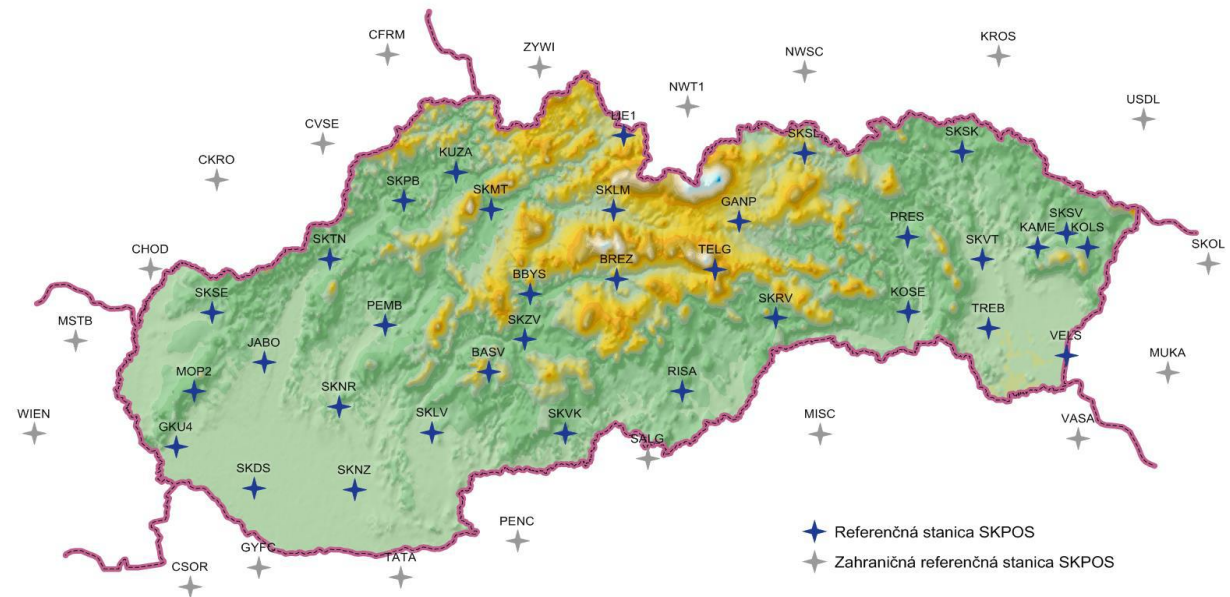 CFRM
ZYWI
NWSC
KROS
NWT1
USDL
CVSE
LIE1
SKSL
SKSK
CKRO
KUZA
SKPB
SKMT
SKLM
GANP
PRES
SKSV
KAME
KOLS
SKOL
CHOD
SKTN
BREZ
TELG
SKVT
BBYS
SKSE
PEMB
SKRV
KOSE
TREB
MSTB
JABO
SKZV
VELS
MUKA
MOP2
BASV
RISA
SKNR
WIEN
GKU4
SKLV
SKVK
SALG
MISC
VASA
SKDS
SKNZ
PENC
GYFC
TATA
CSOR
Referenčná stanica SKPOS
Zahraničná referenčná stanica SKPOS